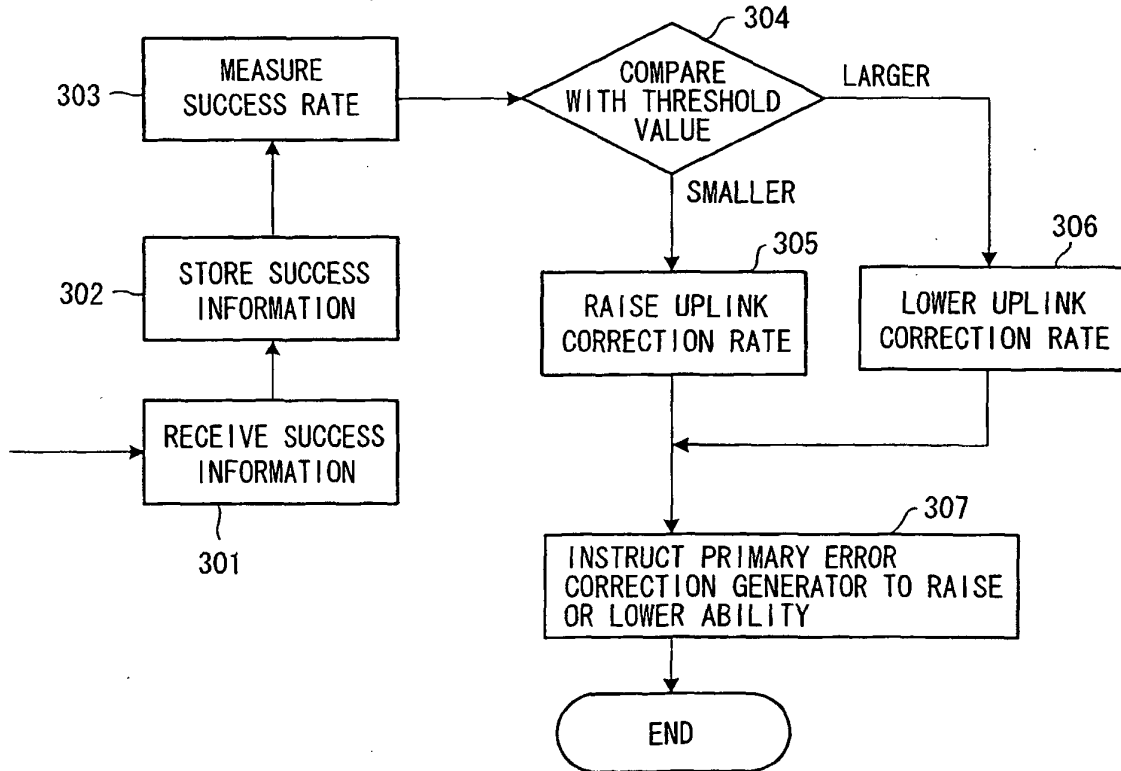 304
MEASURE
SUCCESS RATE
303
COMPARE
WITH THRESHOLD
VALUE
LARGER
SMALLER
302
STORE SUCCESS
INFORMATION
305
RAISE UPLINK
CORRECTION RATE
306
LOWER UPLINK
CORRECTION RATE
RECEIVE SUCCESS
INFORMATION
301
307
INSTRUCT PRIMARY ERROR
CORRECTION GENERATOR TO RAISE
OR LOWER ABILITY
END